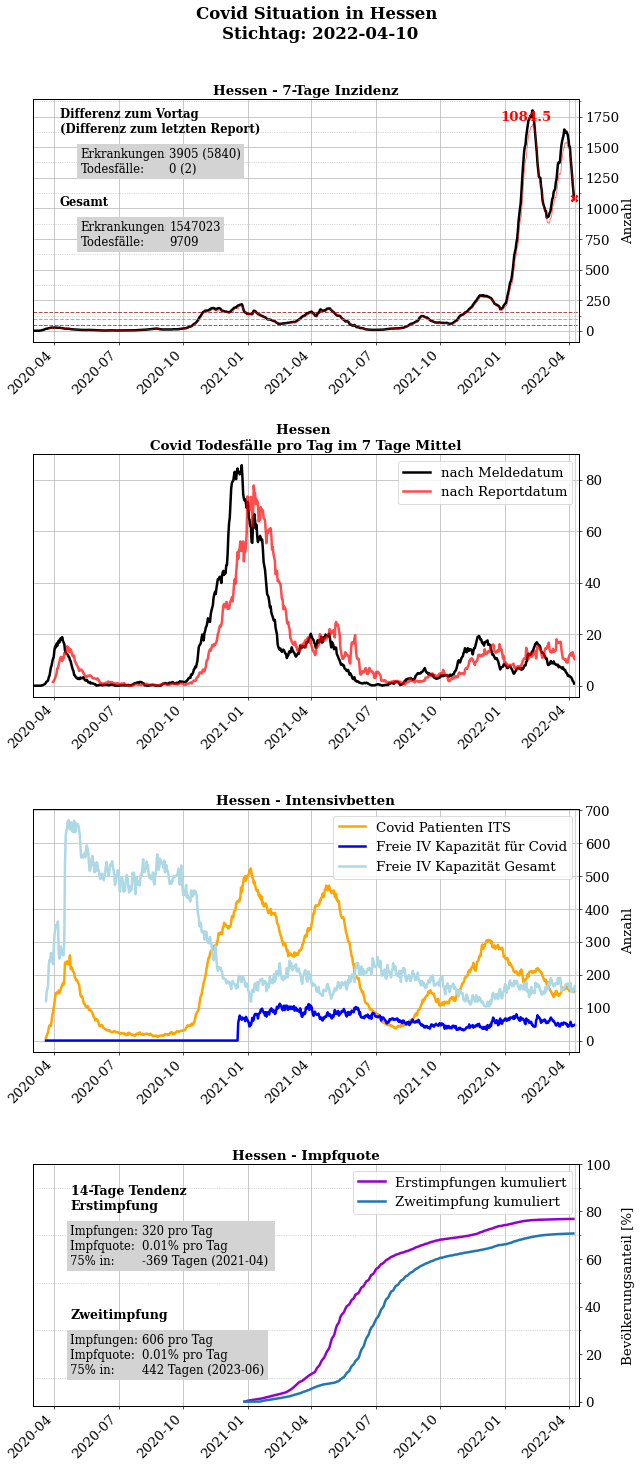 Covid Situation in Hessen
Stichtag: 2022-04-10
Hessen - 7-Tage Inzidenz
Differenz zum Vortag
(Differenz zum letzten Report)
Erkrankungen 3905 (5840)
Todesfälle: 0 (2)
Gesamt
Erkrankungen 1547023
Todesfälle: 9709
1084.5
1750
1500
1250
1000
750
500
250
0
Anzahl
2020-04
2020-07
2020-10
2021-01
2021-04
2021-07
2021-10
2022-01
2022-04
Hessen
Covid Todesfälle pro Tag im 7 Tage Mittel
nach Meldedatum
nach Reportdatum
80
60
40
20
0
2020-04
2020-07
2020-10
2021-01
2021-04
2021-07
2021-10
2022-01
2022-04
Hessen - Intensivbetten
Covid Patienten ITS
Freie IV Kapazität für Covid
Freie IV Kapazität Gesamt
700
600
500
400
300
200
100
0
Anzahl
2020-04
2020-07
2020-10
2021-01
2021-04
2021-07
2021-10
2022-01
2022-04
Hessen - Impfquote
14-Tage Tendenz
Erstimpfung
Impfungen: 320 pro Tag
Impfquote: 0.01% pro Tag
75% in: -369 Tagen (2021-04)
Zweitimpfung
Impfungen: 606 pro Tag
Impfquote: 0.01% pro Tag
75% in: 442 Tagen (2023-06)
Erstimpfungen kumuliert
Zweitimpfung kumuliert
100
80
60
40
20
0
Bevölkerungsanteil [%]
2020-04
2020-07
2020-10
2021-01
2021-04
2021-07
2021-10
2022-01
2022-04